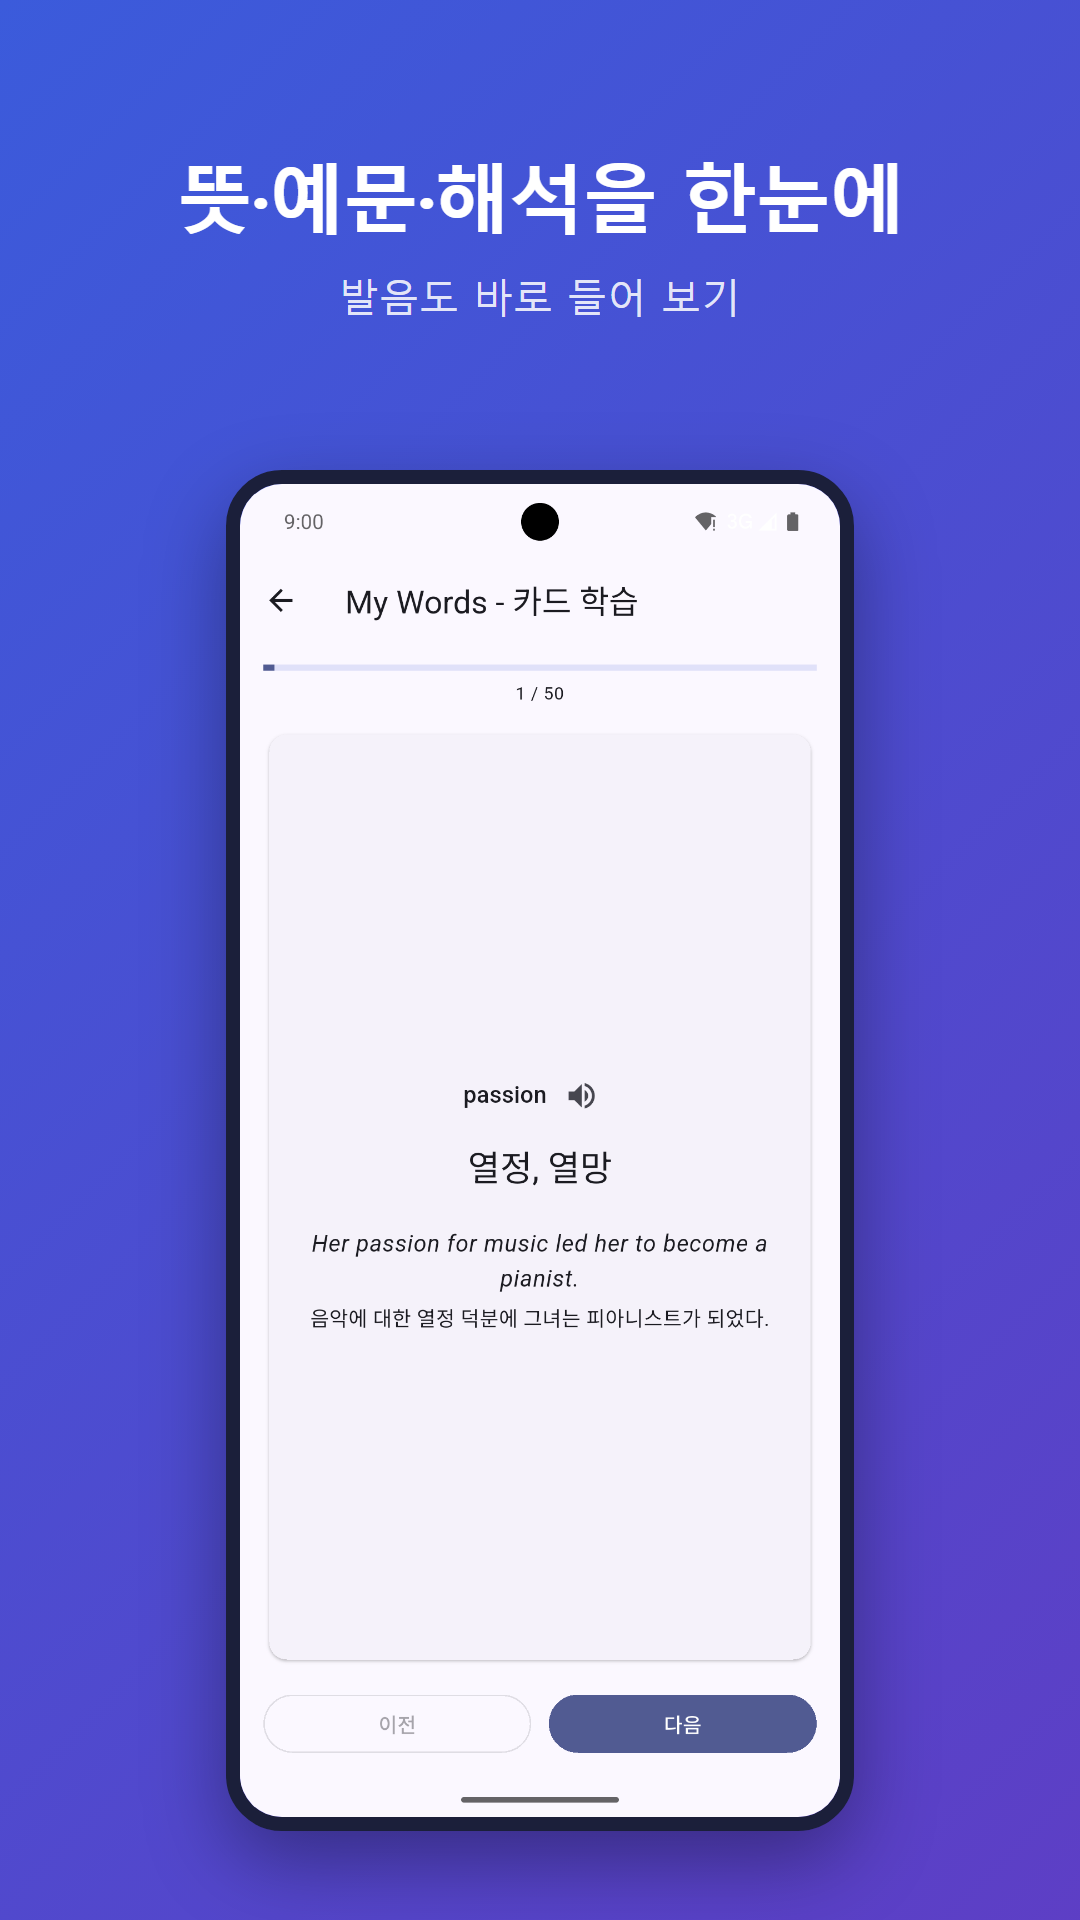 뜻·예문·해석을 한눈에
발음도 바로 들어 보기
9:00
3G
My Words - 카드 학습
1 / 50
passion
열정, 열망
Her passion for music led her to become a
pianist.
음악에 대한 열정 덕분에 그녀는 피아니스트가 되었다.
이전
다음